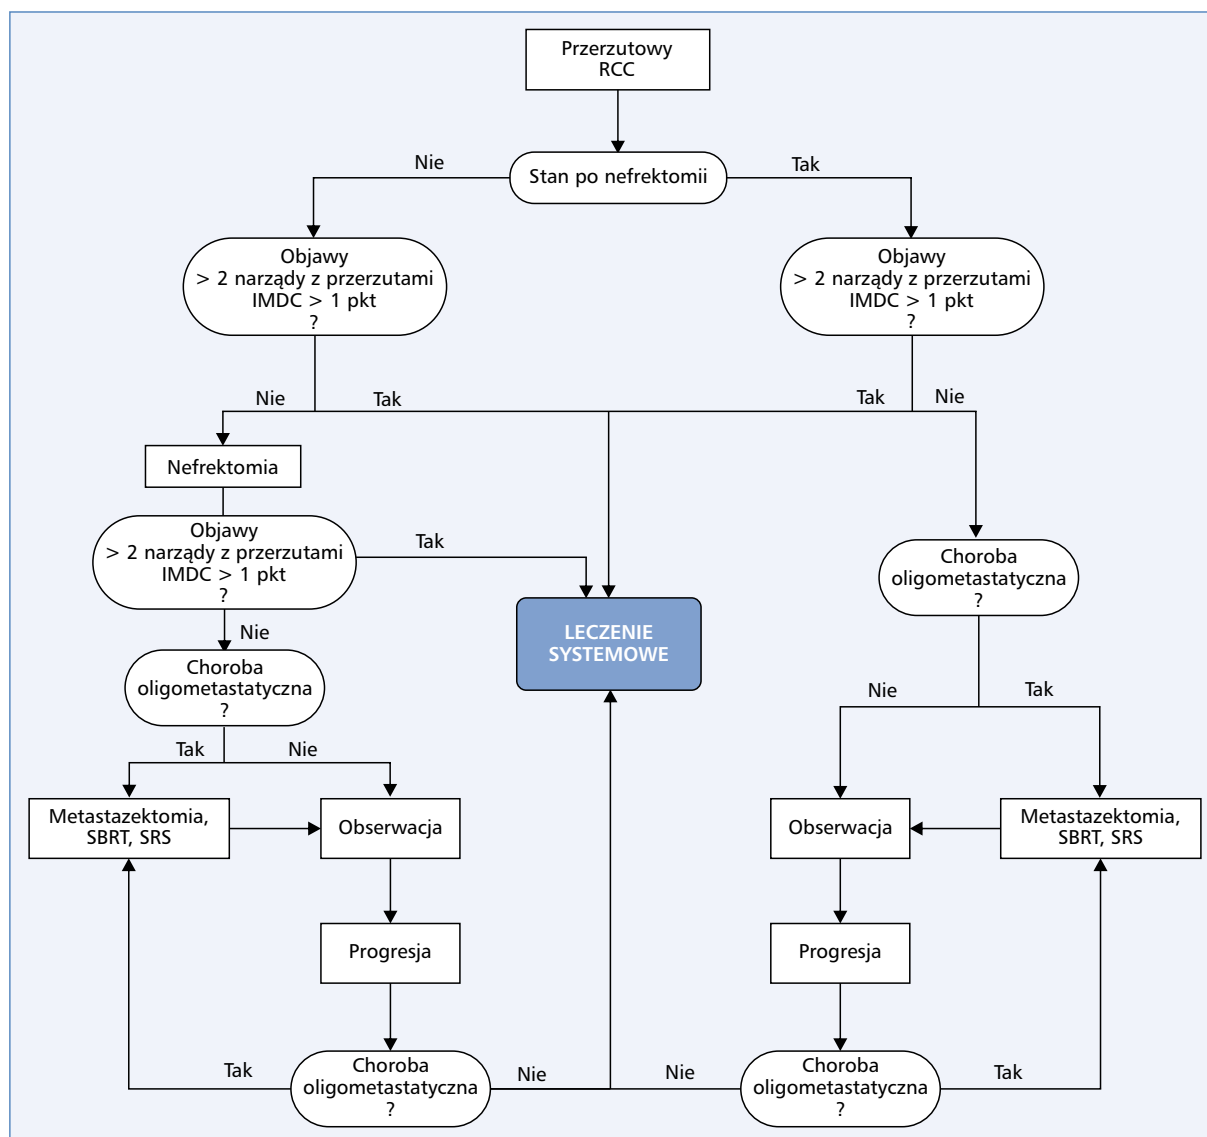 Przerzutowy
RCC
Nie
Stan po nefrektomii
Tak
Objawy
> 2 narządy z przerzutami
IMDC > 1 pkt
?
Objawy
> 2 narządy z przerzutami
IMDC > 1 pkt
?
Nie
Tak
Tak
Nie
Nefrektomia
Objawy
> 2 narządy z przerzutami
IMDC > 1 pkt
?
Tak
Choroba
oligometastatyczna
?
LECZENIE
SYSTEMOWE
Nie
Choroba
oligometastatyczna
?
Nie
Tak
Tak
Nie
Metastazektomia,
SBRT, SRS
Obserwacja
Obserwacja
Metastazektomia,
SBRT, SRS
Progresja
Progresja
Tak
Choroba
oligometastatyczna
?
Nie
Nie
Choroba
oligometastatyczna
?
Tak